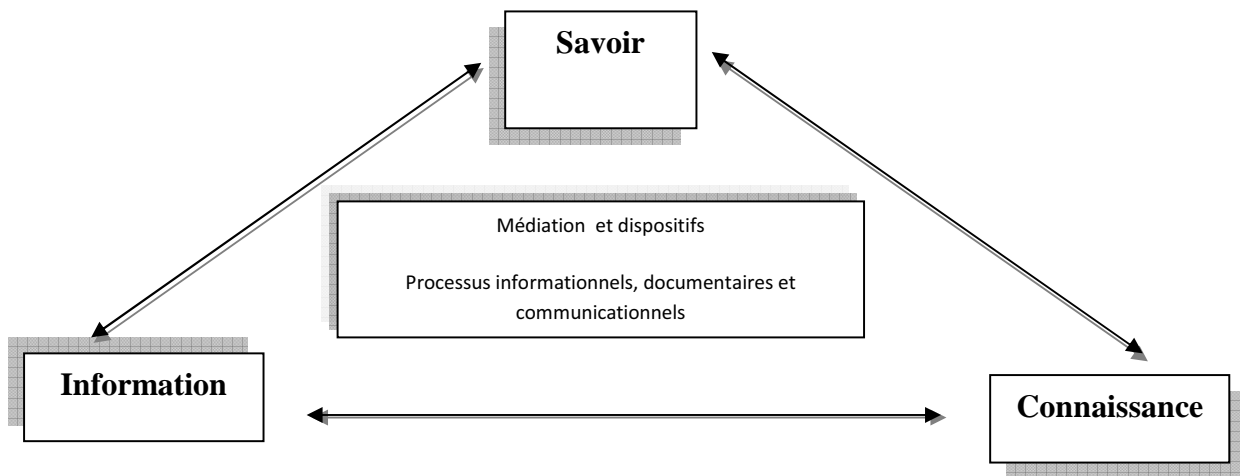 Savoir
Médiation et dispositifs
Processus informationnels, documentaires et
communicationnels
Information
Connaissance